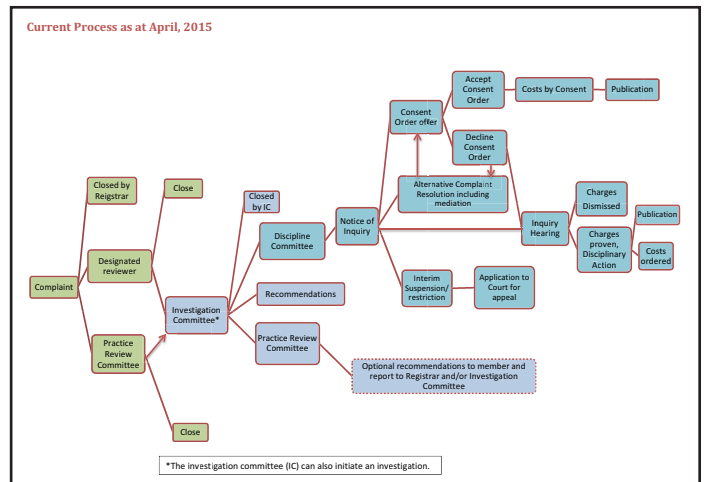 Current Process as at April, 2015
Accept
Consent
Order
Costs by Consent
Publication
Consent
Order offer
Decline
Consent
Order
Closed by
Reigstrar
Close
Closed
by IC
Alternative Complaint
Resolution including
mediation
Charges
Dismissed
Publication
Discipline
Committee
Notice of
Inquiry
Inquiry
Hearing
Charges
proven,
Disciplinary
Action
Costs
ordered
Designated
reviewer
Complaint
Investigation
Committee*
Recommendations
Interim
Suspension/
restriction
Application to
Court for
appeal
Practice
Review
Committee
Practice Review
Committee
Optional recommendations to member and
report to Registrar and/or Investigation
Committee
Close
*The investigation committee (IC) can also initiate an investigation.